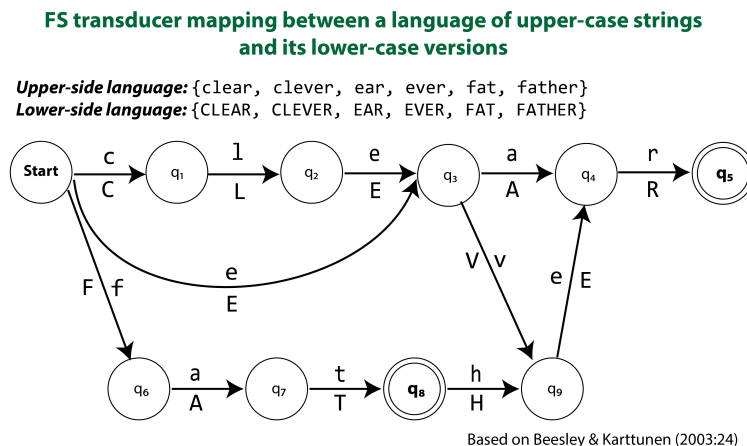 FS transducer mapping between a language of upper-case strings
and its lower-case versions
Upper-side language: {clear, clever, ear, ever, fat, father}
Lower-side language: {CLEAR, CLEVER, EAR, EVER, FAT, FATHER}
c l e a r
Start q₁ q₂ q₃ q₄ q₅
C L E A R
V v
e
E
e E
F f
a t h
q₆ q₇ q₈ q₉
A T H
Based on Beesley & Karttunen (2003:24)